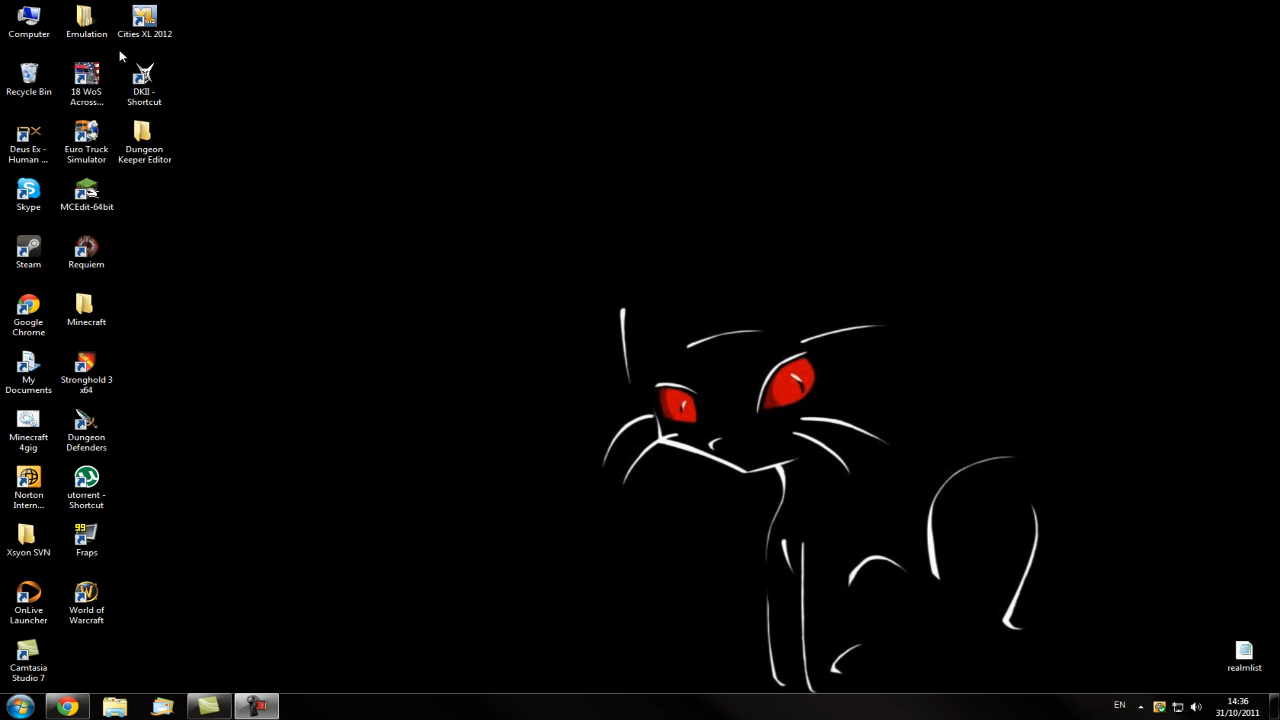 Computer
Emulation
Cities XL 2012
Recycle Bin
18 WoS
Across...
DKII -
Shortcut
Deus Ex -
Human ...
Euro Truck
Simulator
Dungeon
Keeper Editor
Skype
MCEdit-64bit
Steam
Requiem
Google
Chrome
Minecraft
My
Documents
Stronghold 3
x64
Minecraft
4gig
Dungeon
Defenders
Norton
Intern...
utorrent -
Shortcut
Xsyon SVN
99
Fraps
OnLive
Launcher
World of
Warcraft
Camtasia
Studio 7
realmlist
EN
14:36
31/10/2011